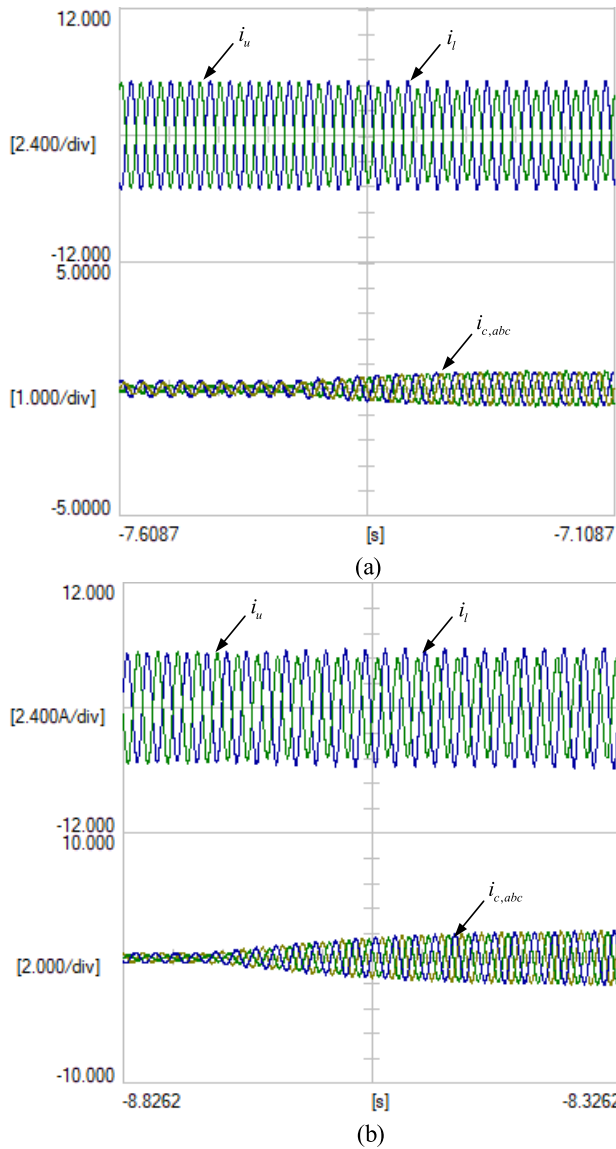 12.000
i_u
i_l
[2.400/div]
-12.000
5.0000
i_{c,abc}
[1.000/div]
-5.0000
-7.6087
[s]
-7.1087
(a)
12.000
i_u
i_l
[2.400A/div]
-12.000
10.000
i_{c,abc}
[2.000/div]
-10.000
-8.8262
[s]
-8.3262
(b)